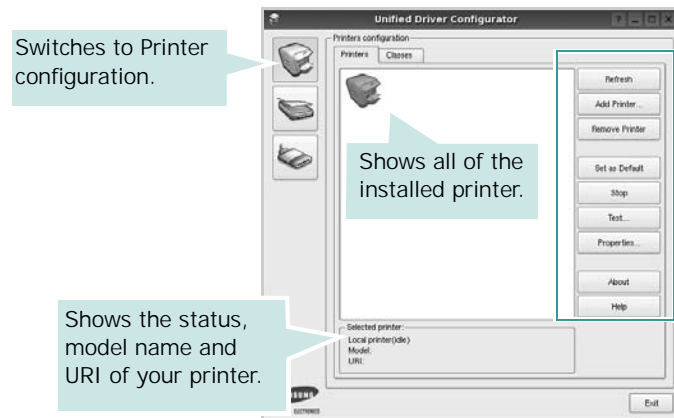 Unified Driver Configurator
Switches to Printer
configuration.
Printers configuration
Printers Classes
Refresh
Add Printer...
Remove Printer
Set as Default
Stop
Test...
Properties...
About
Help
Shows all of the
installed printer.
Shows the status,
model name and
URI of your printer.
Selected printer:
Local printer(idle)
Model:
URI:
ELECTRONICS
Exit